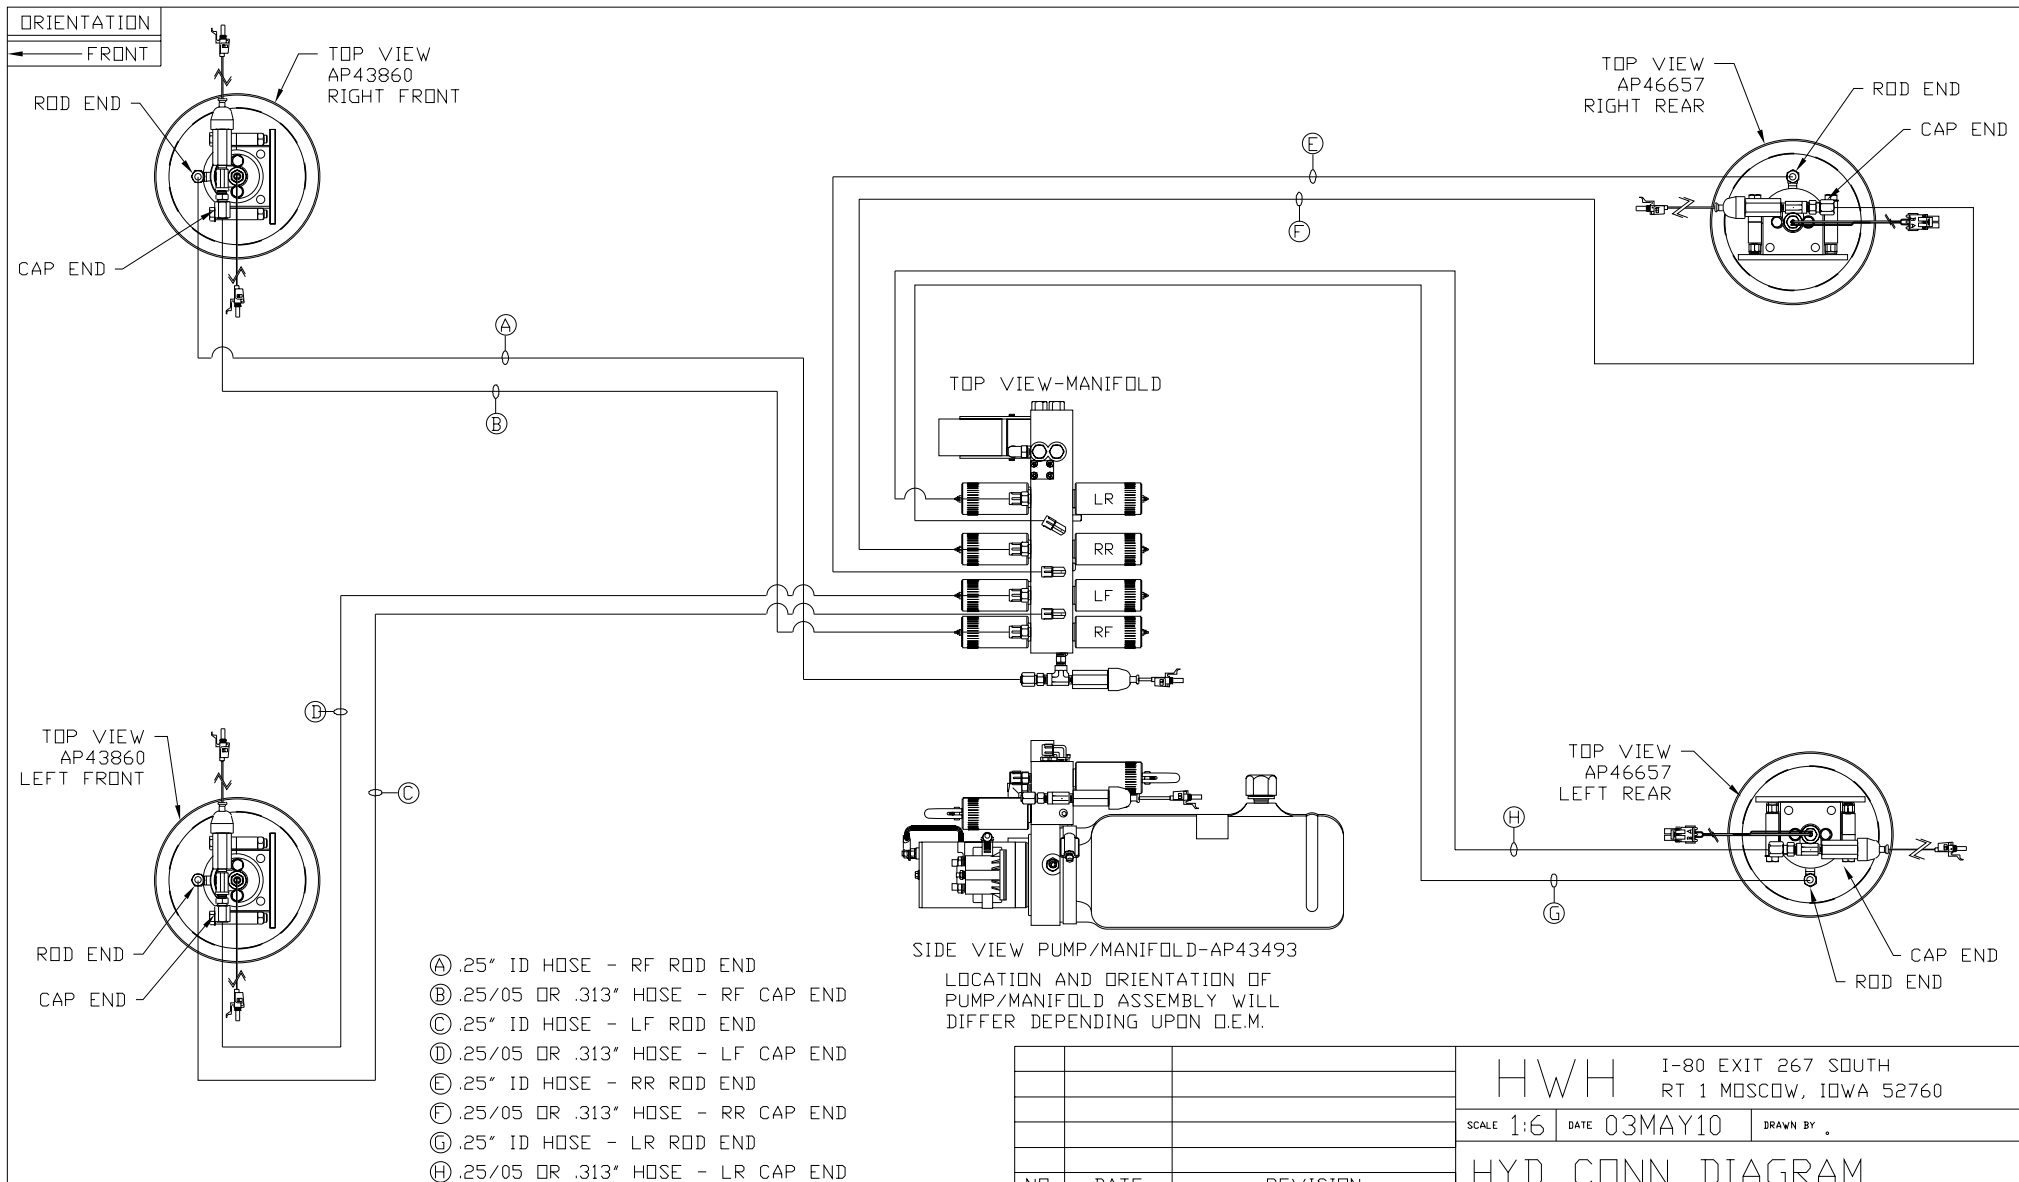 ORIENTATION
FRONT
TOP VIEW
AP43860
RIGHT FRONT
ROD END
CAP END
TOP VIEW
AP46657
RIGHT REAR
ROD END
CAP END
E
F
A
B
TOP VIEW-MANIFOLD
LR
RR
LF
RF
D
C
TOP VIEW
AP43860
LEFT FRONT
ROD END
CAP END
TOP VIEW
AP46657
LEFT REAR
H
G
CAP END
ROD END
SIDE VIEW PUMP/MANIFOLD-AP43493
LOCATION AND ORIENTATION OF
PUMP/MANIFOLD ASSEMBLY WILL
DIFFER DEPENDING UPON O.E.M.
A .25" ID HOSE - RF ROD END
B .25/05 OR .313" HOSE - RF CAP END
C .25" ID HOSE - LF ROD END
D .25/05 OR .313" HOSE - LF CAP END
E .25" ID HOSE - RR ROD END
F .25/05 OR .313" HOSE - RR CAP END
G .25" ID HOSE - LR ROD END
H .25/05 OR .313" HOSE - LR CAP END
HWH
I-80 EXIT 267 SOUTH
RT 1 MOSCOW, IOWA 52760
SCALE 1:6 DATE 03MAY10 DRAWN BY .
HYD CONN DIAGRAM
NO DATE REVISION